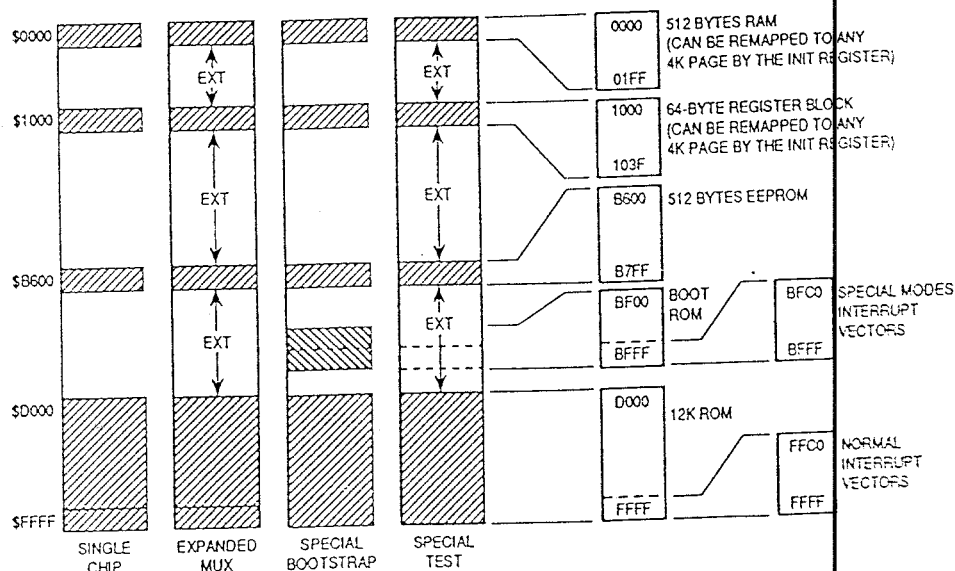 $0000
$1000
$B600
$D000
$FFFF
EXT
EXT
EXT
EXT
EXT
EXT
SINGLE
CHIP
EXPANDED
MUX
SPECIAL
BOOTSTRAP
SPECIAL
TEST
0000
01FF
512 BYTES RAM
(CAN BE REMAPPED TO ANY
4K PAGE BY THE INIT REGISTER)
1000
103F
64-BYTE REGISTER BLOCK
(CAN BE REMAPPED TO ANY
4K PAGE BY THE INIT REGISTER)
B600
B7FF
512 BYTES EEPROM
BF00
BFFF
BOOT
ROM
BFC0
BFFF
SPECIAL MODES
INTERRUPT
VECTORS
D000
FFFF
12K ROM
FFC0
FFFF
NORMAL
INTERRUPT
VECTORS